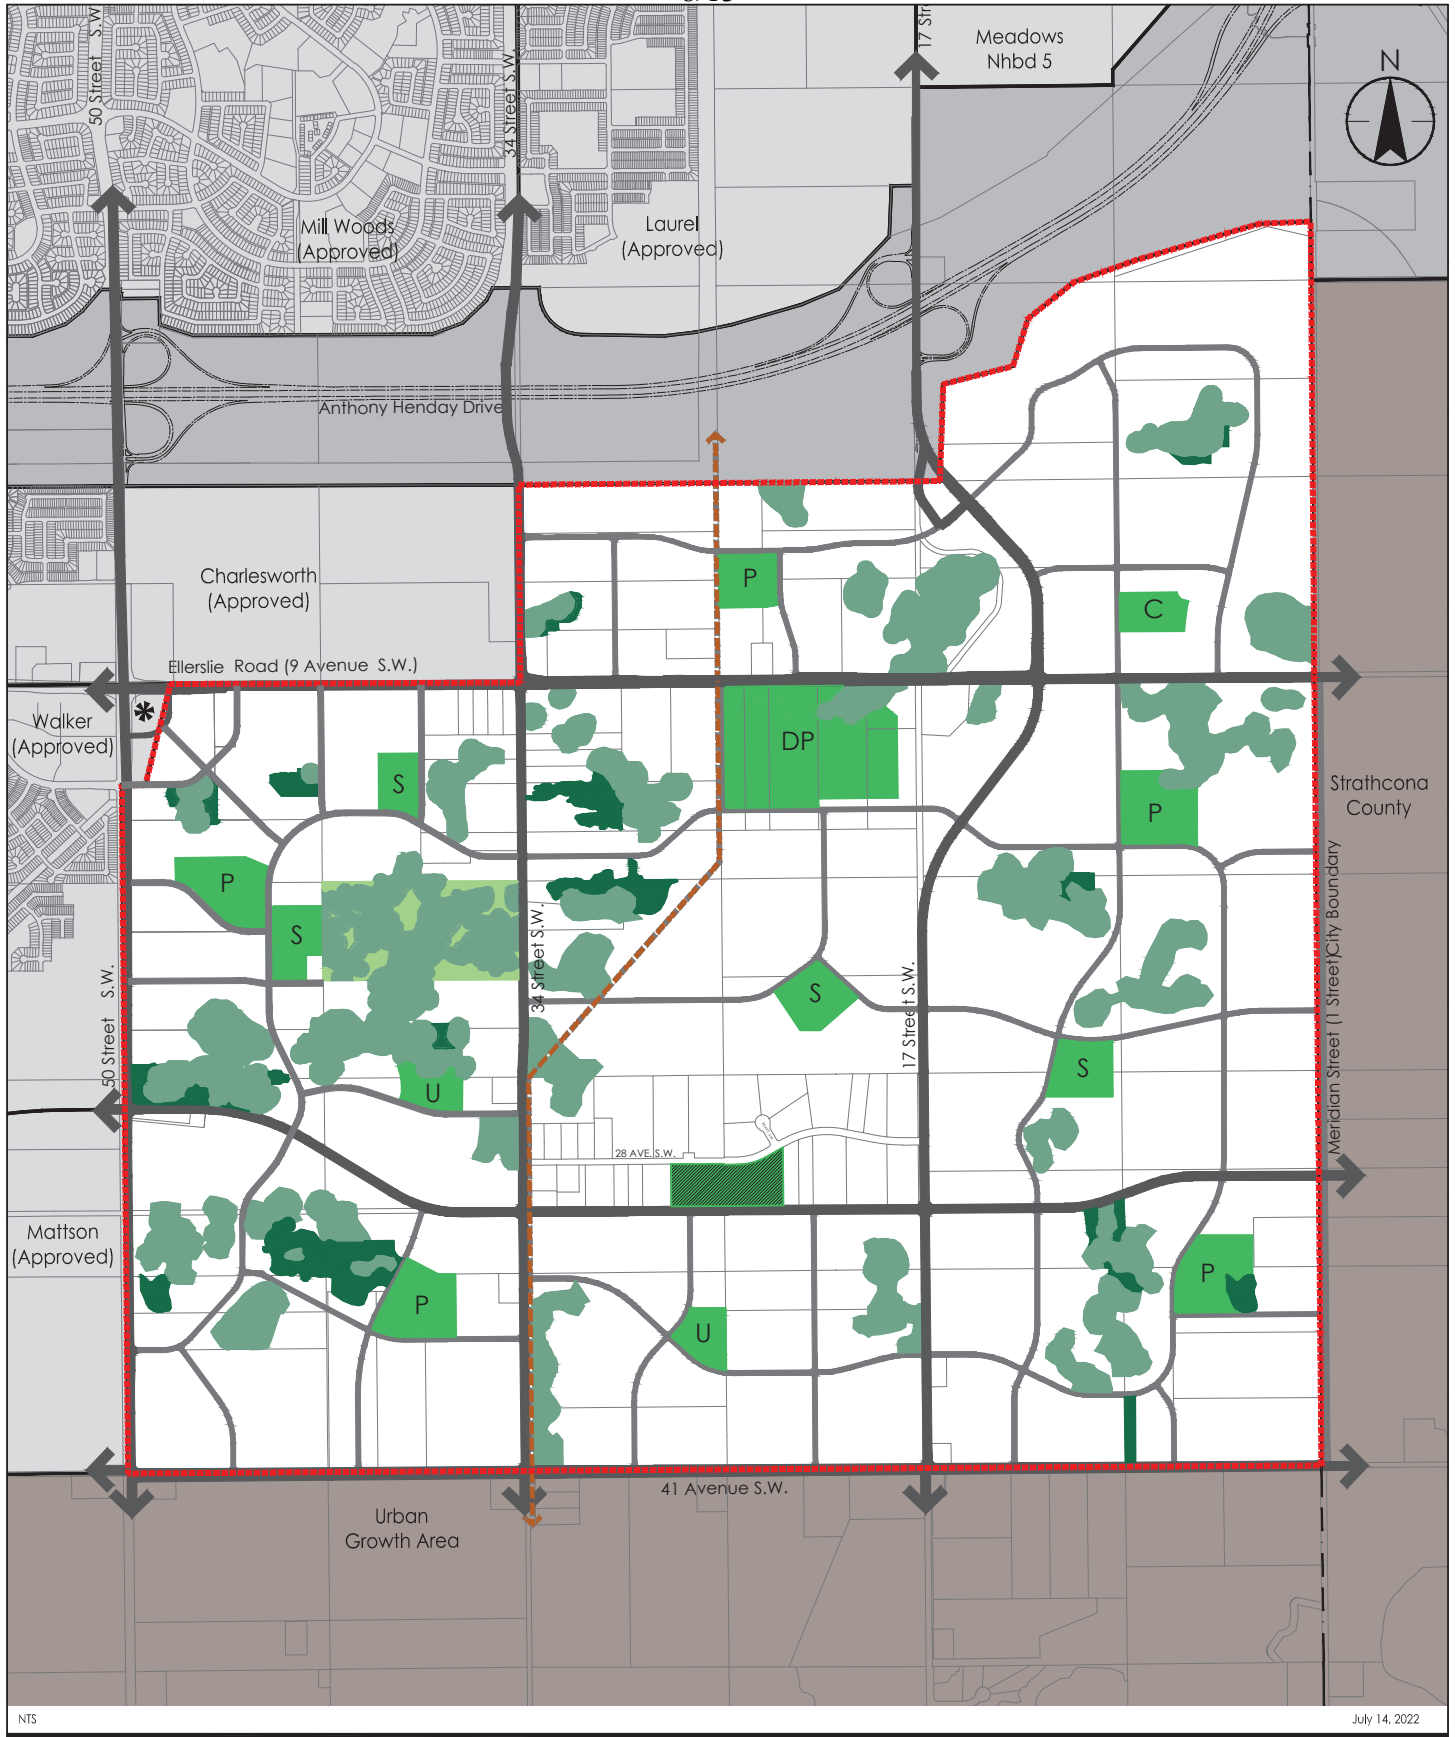 50 Street S.W.
34 Street S.W.
17 Str
Meadows
Nhbd 5
N
Mill Woods
(Approved)
Laurel
(Approved)
Anthony Henday Drive
Charlesworth
(Approved)
P
C
Ellerslie Road (9 Avenue S.W.)
Walker
(Approved)
*
DP
S
P
Strathcona
County
P
S
34 Street S.W.
S
17 Street S.W.
50 Street S.W.
U
S
Meridian Street (1 Street)City Boundary
28 AVE. S.W.
Mattson
(Approved)
P
P
U
41 Avenue S.W.
Urban
Growth Area
NTS
July 14, 2022